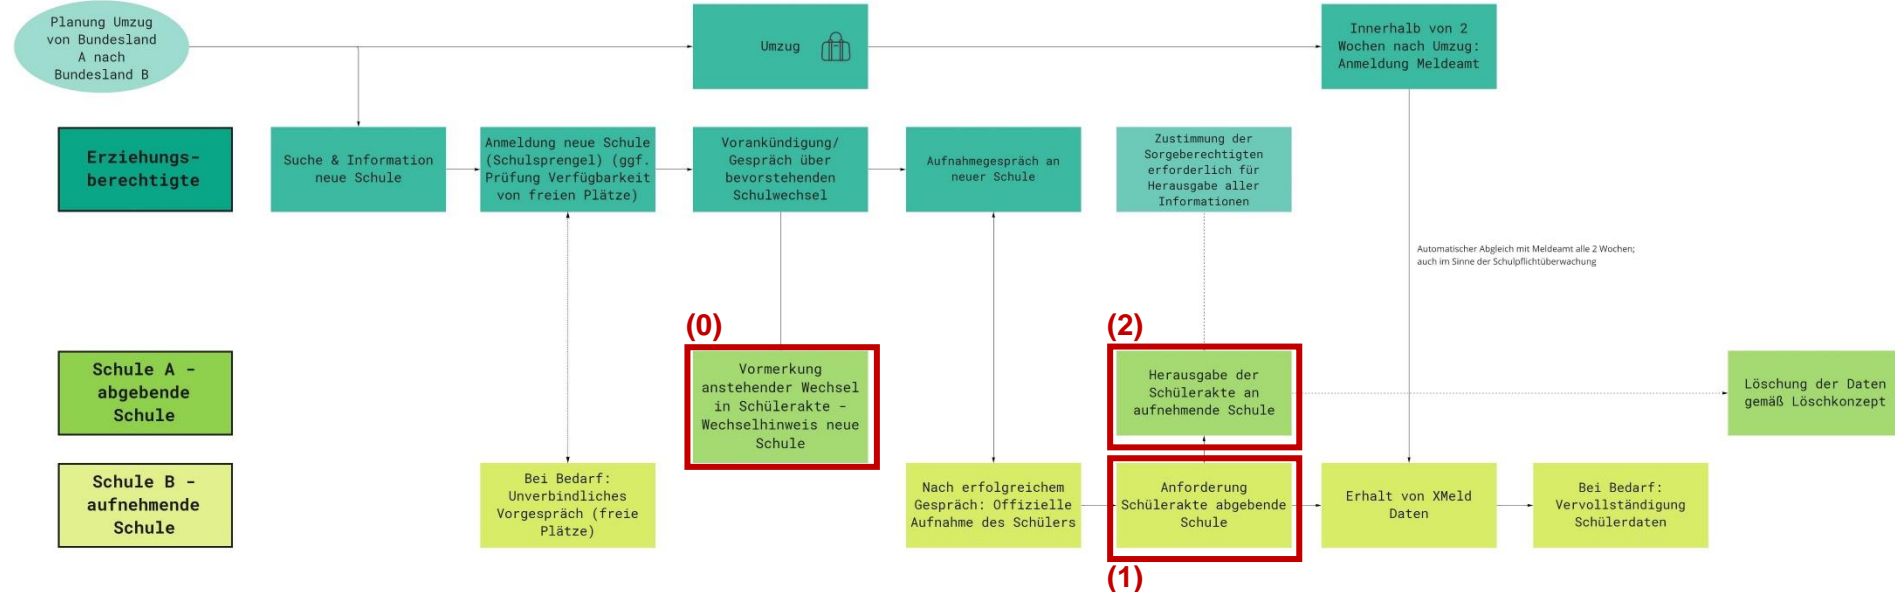 Planung Umzug
von Bundesland
A nach
Bundesland B
Umzug
Innerhalb von 2
Wochen nach Umzug:
Anmeldung Meldeamt
Erziehungs-
berechtigte
Suche & Information
neue Schule
Anmeldung neue Schule
(Schulsprengel) (ggf.
Prüfung Verfügbarkeit
von freien Plätze)
Vorankündigung/
Gespräch über
bevorstehenden
Schulwechsel
Aufnahmegespräch an
neuer Schule
Zustimmung der
Sorgeberechtigten
erforderlich für
Herausgabe aller
Informationen
Automatischer Abgleich mit Meldeamt alle 2 Wochen;
auch im Sinne der Schulpflichtüberwachung
(0)
(2)
Schule A -
abgebende
Schule
Vormerkung
anstehender Wechsel
in Schülerakte -
Wechselhinweis neue
Schule
Herausgabe der
Schülerakte an
aufnehmende Schule
Löschung der Daten
gemäß Löschkonzept
Schule B -
aufnehmende
Schule
Bei Bedarf:
Unverbindliches
Vorgespräch (freie
Plätze)
Nach erfolgreichem
Gespräch: Offizielle
Aufnahme des Schülers
Anforderung
Schülerakte abgebende
Schule
Erhalt von XMeld
Daten
Bei Bedarf:
Vervollständigung
Schülerdaten
(1)